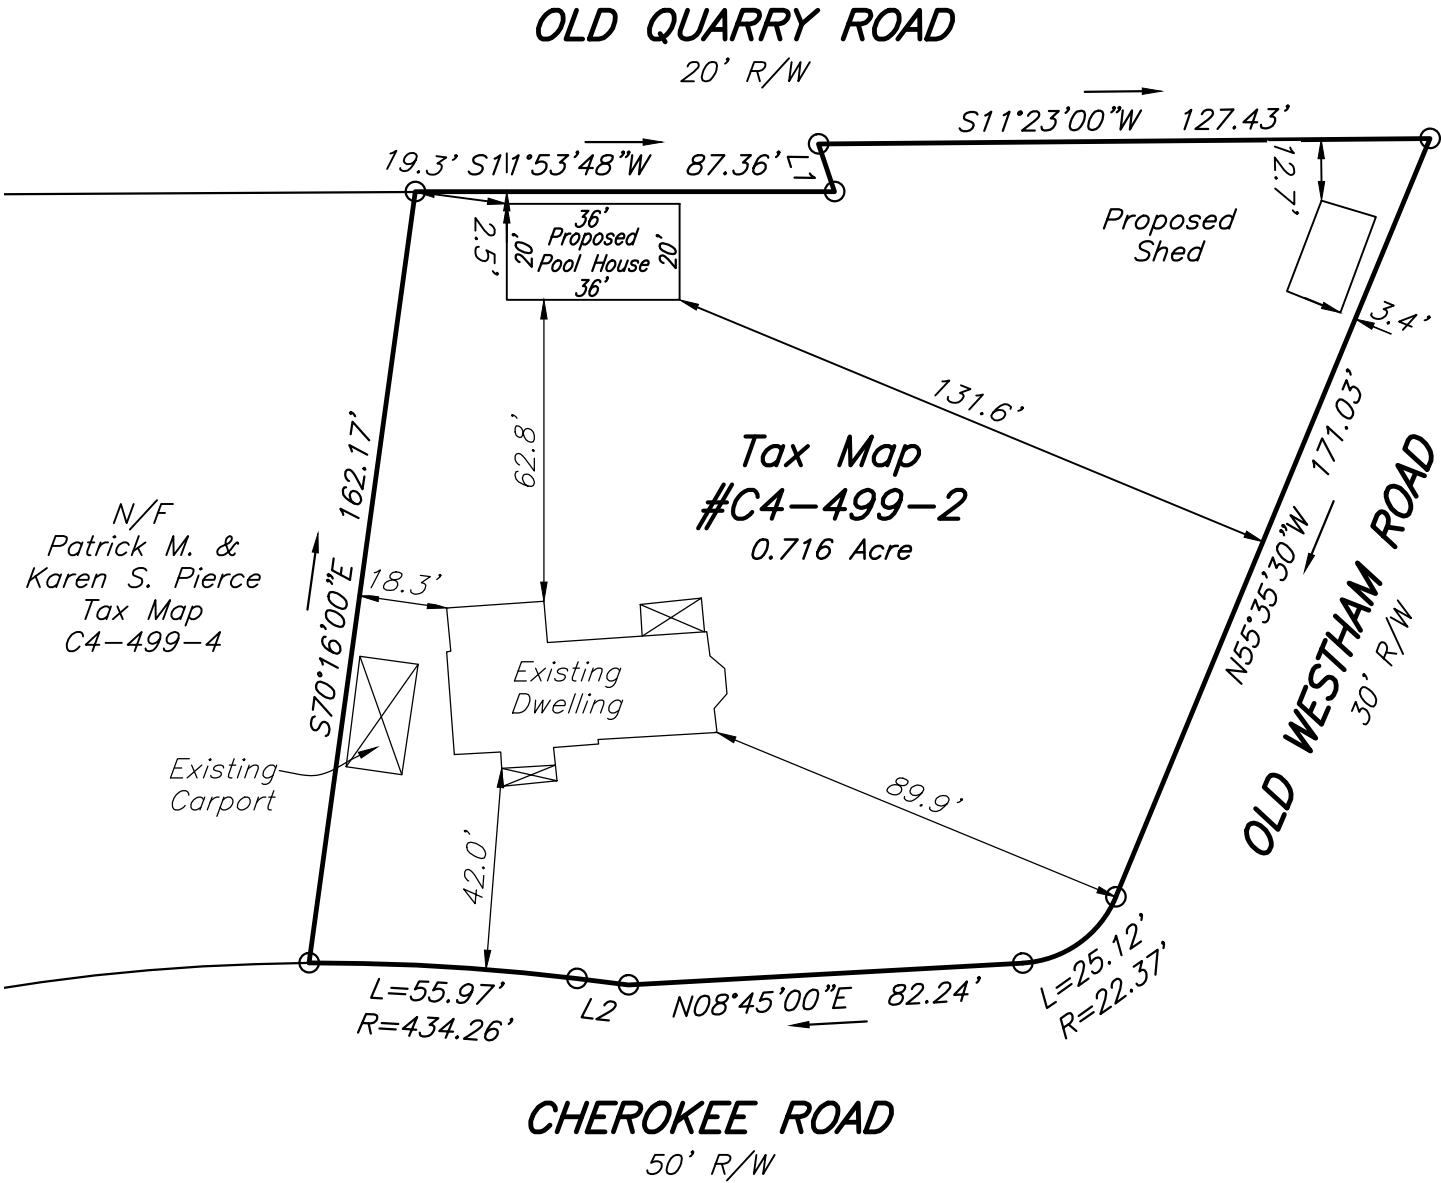 OLD QUARRY ROAD
20' R/W
S11°23'00"W 127.43'
19.3' S11°53'48"W 87.36'
L1
12.7'
36'
Proposed
Pool House
36'
20'
20'
2.5'
Proposed
Shed
3.4'
131.6'
62.8'
171.03'
N55°35'30"W
OLD WESTHAM ROAD
30' R/W
Tax Map
#C4-499-2
0.716 Acre
162.17'
S70°16'00"E
N/F
Patrick M. &
Karen S. Pierce
Tax Map
C4-499-4
18.3'
Existing
Dwelling
Existing
Carport
89.9'
42.0'
L=55.97'
R=434.26'
L2
N08°45'00"E 82.24'
L=25.12'
R=22.37'
CHEROKEE ROAD
50' R/W